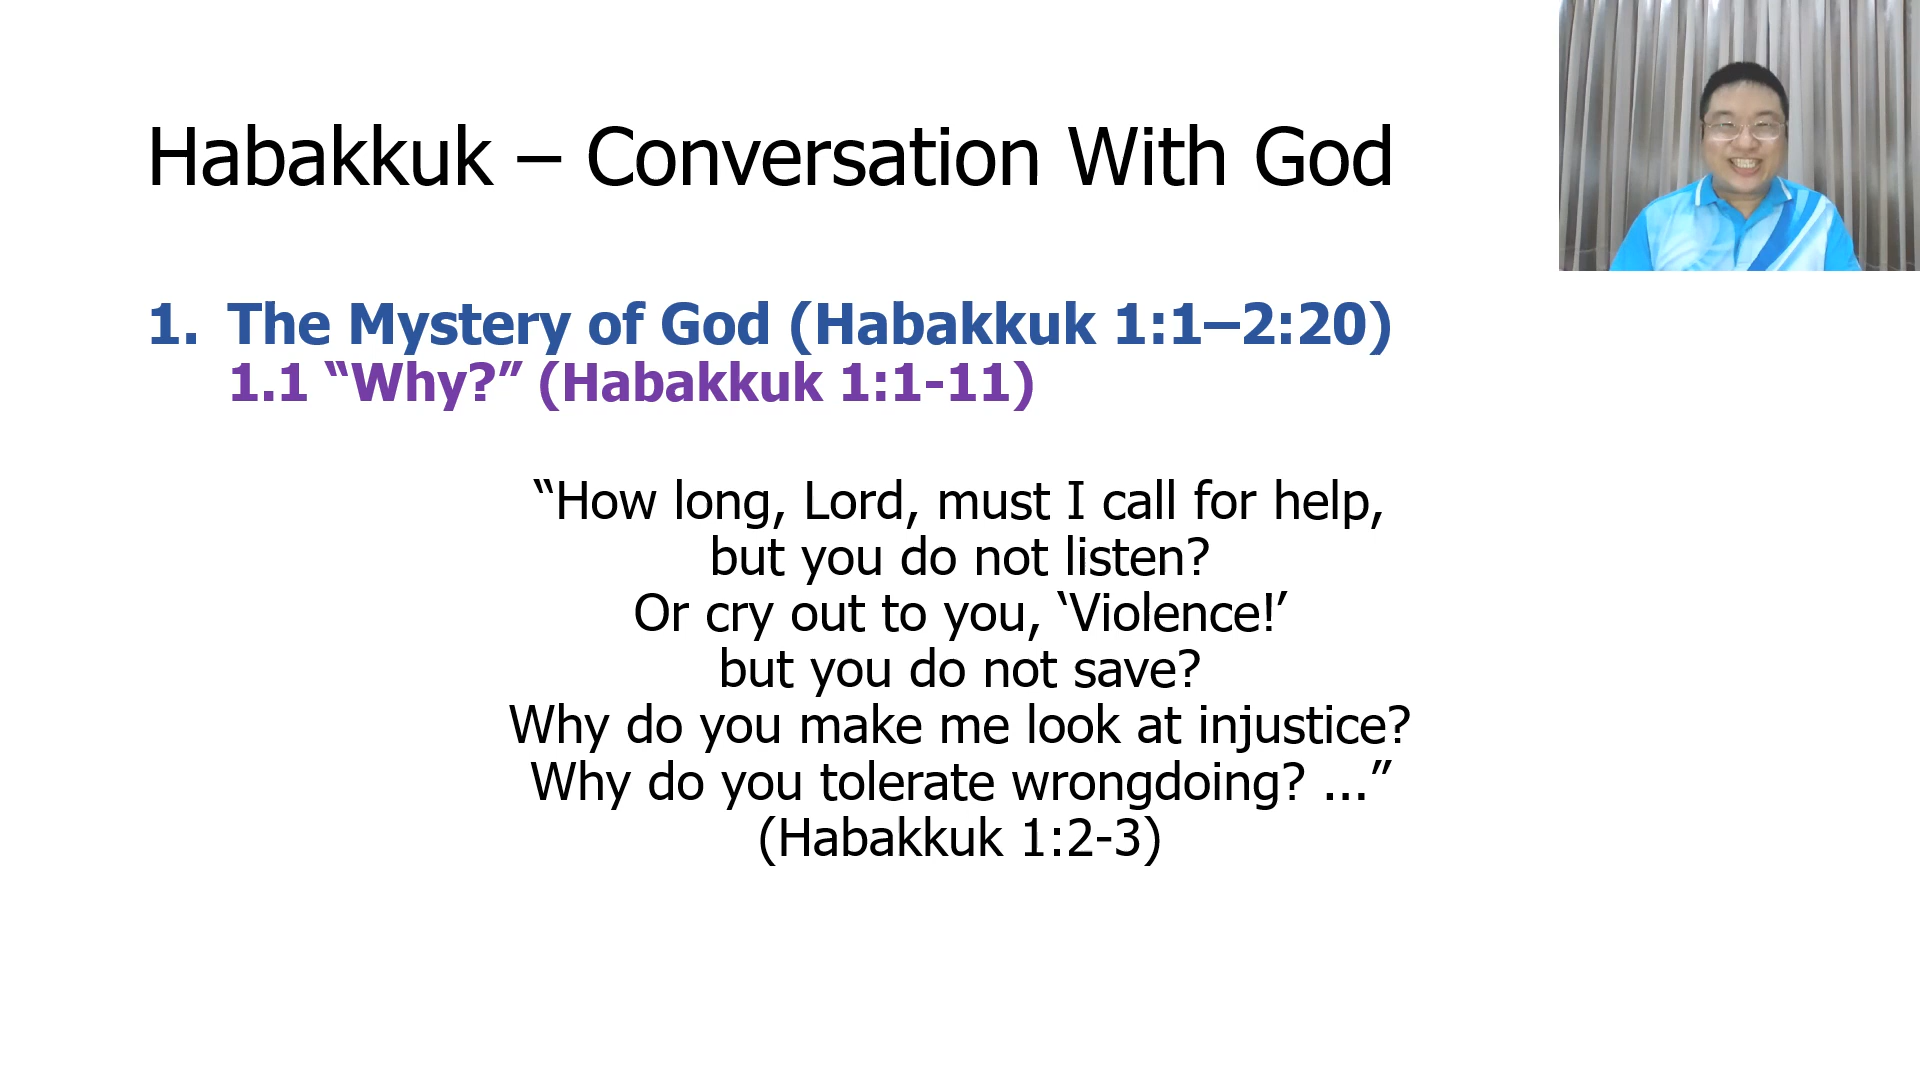 Habakkuk – Conversation With God
1. The Mystery of God (Habakkuk 1:1–2:20)
1.1 “Why?” (Habakkuk 1:1-11)
“How long, Lord, must I call for help,
but you do not listen?
Or cry out to you, ‘Violence!’
but you do not save?
Why do you make me look at injustice?
Why do you tolerate wrongdoing? ...”
(Habakkuk 1:2-3)